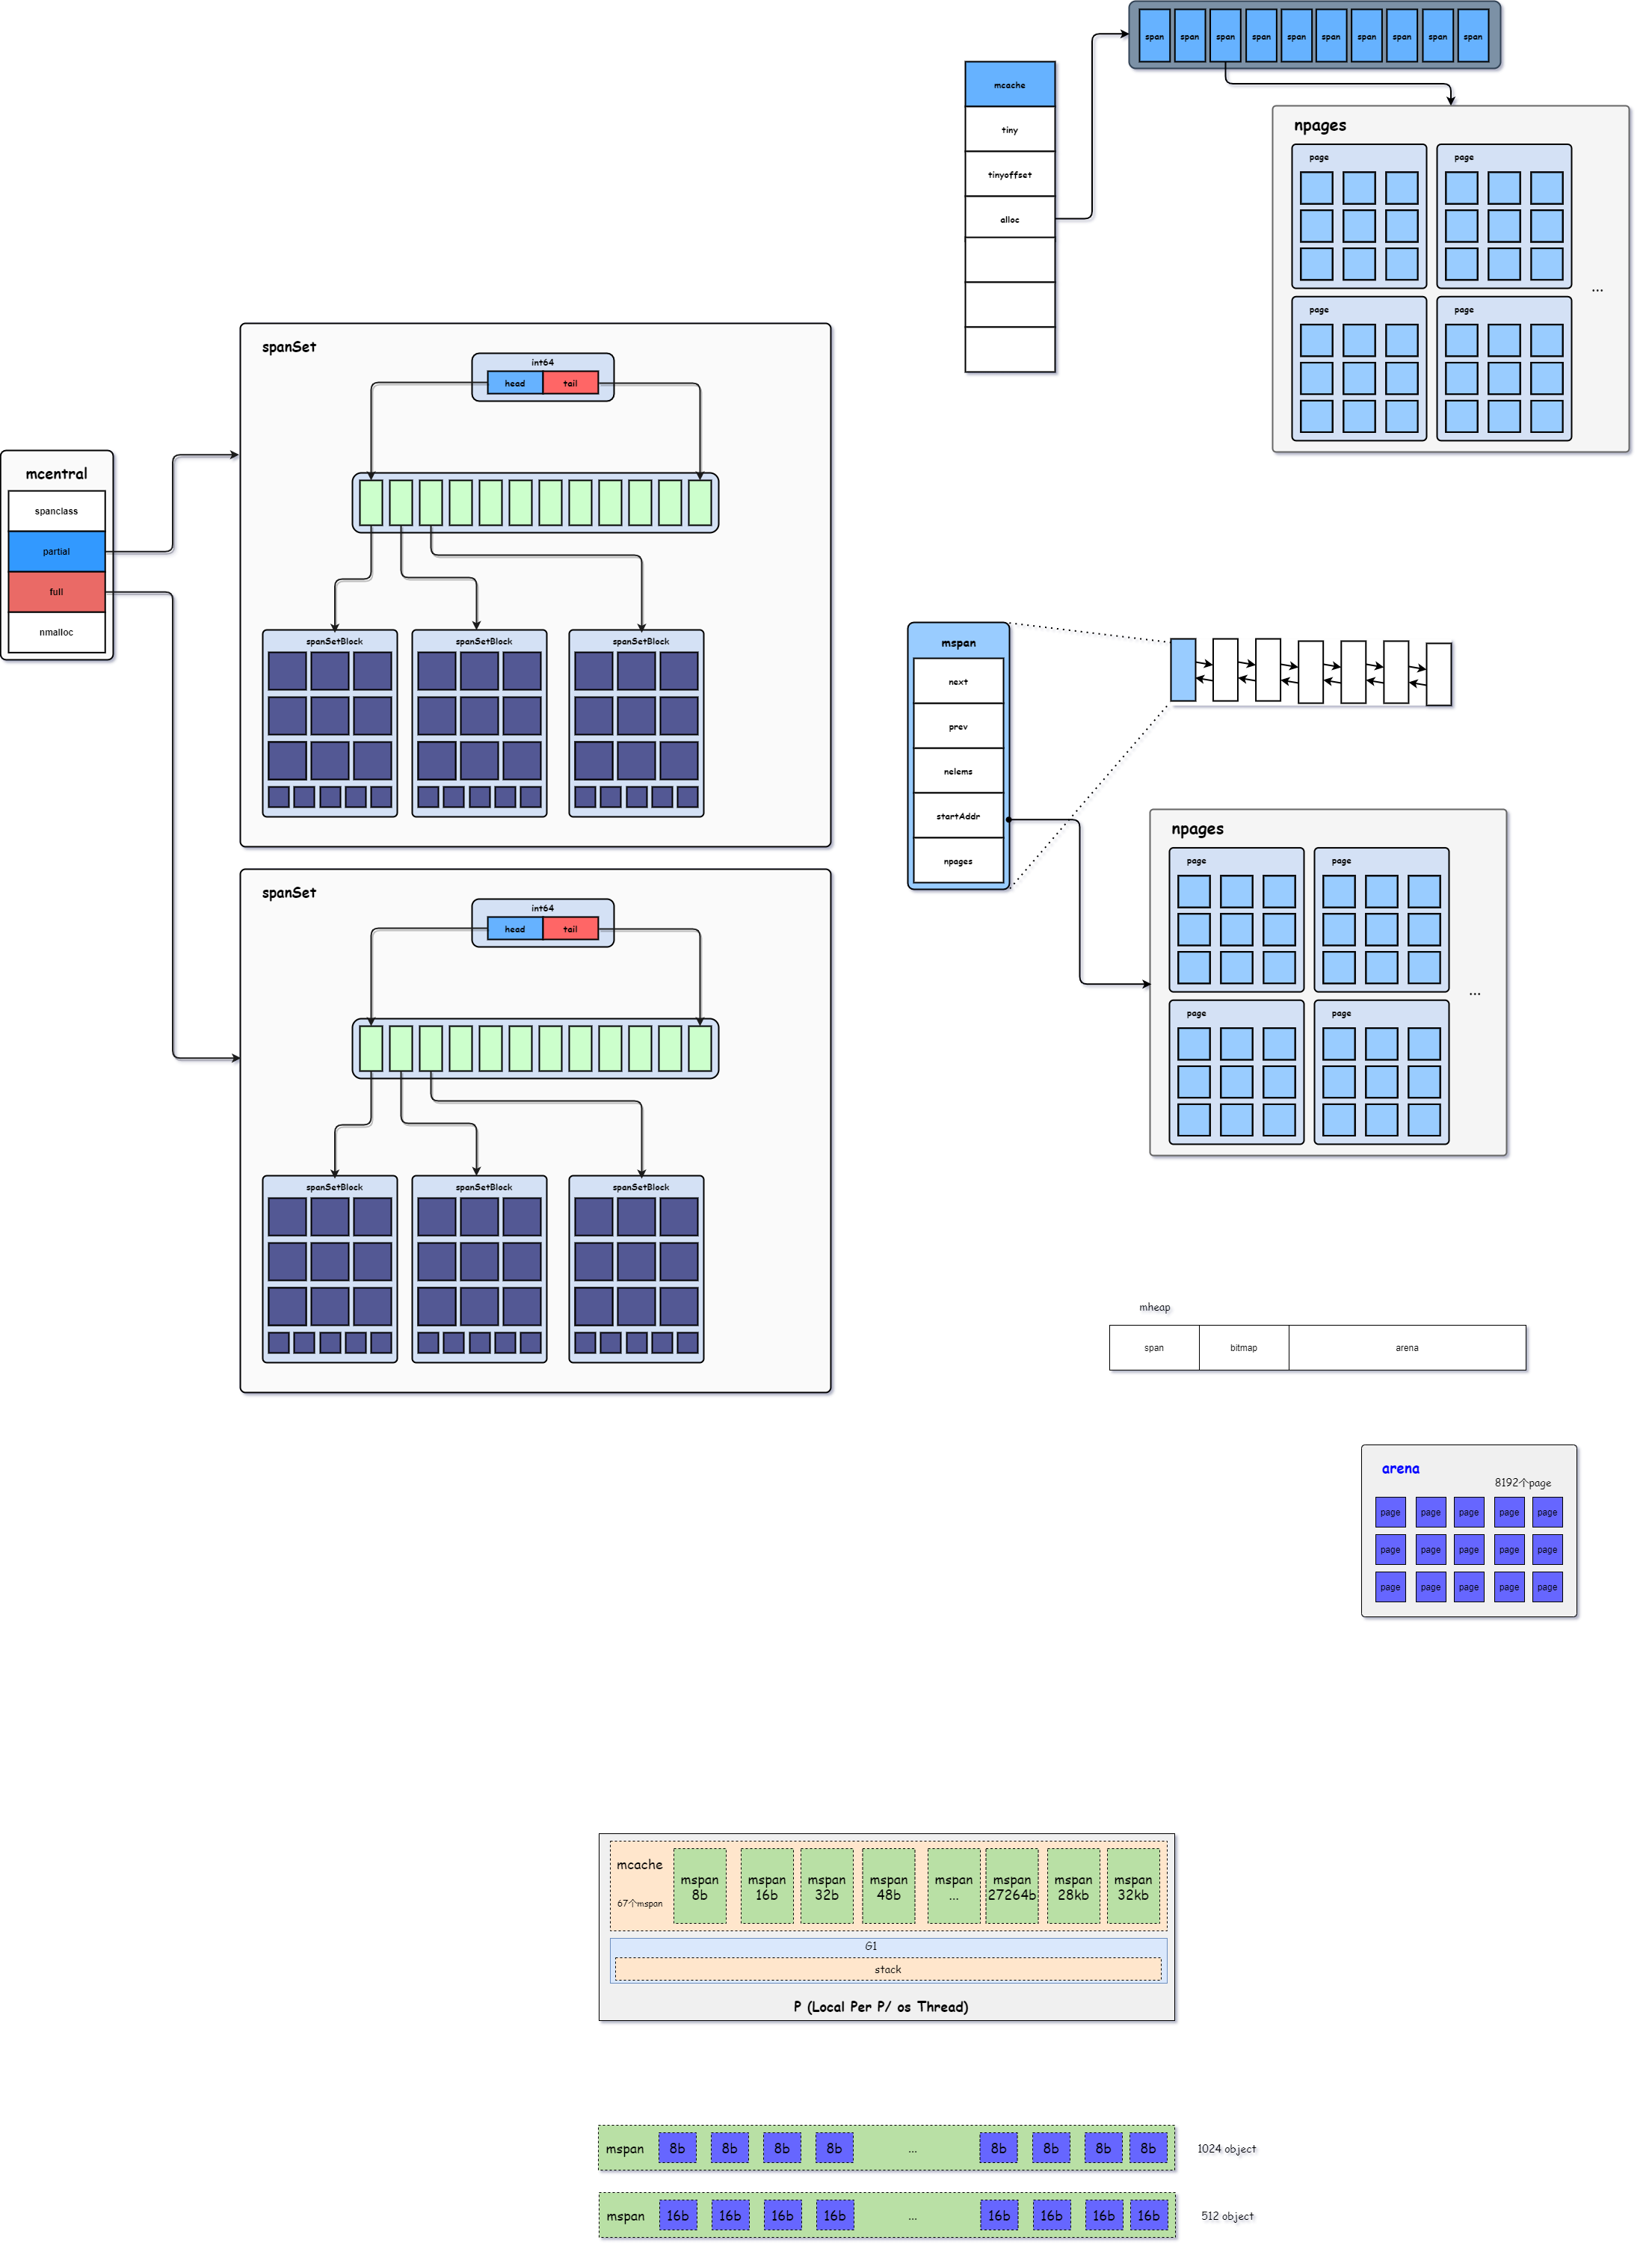 span span span span span span span span span span
mcache
tiny
tinyoffset
alloc
npages
page page
...
page page
spanSet
int64
head tail
spanSetBlock spanSetBlock spanSetBlock
mcentral
spanclass
partial
full
nmalloc
mspan
next
prev
nelems
startAddr
npages
npages
page page
...
page page
spanSet
int64
head tail
spanSetBlock spanSetBlock spanSetBlock
mheap
span bitmap arena
arena
8192个page
page page page page page
page page page page page
page page page page page
mcache
67个mspan
mspan
8b
mspan
16b
mspan
32b
mspan
48b
mspan
...
mspan
27264b
mspan
28kb
mspan
32kb
G1
stack
P (Local Per P/ os Thread)
mspan 8b 8b 8b 8b ... 8b 8b 8b 8b 1024 object
mspan 16b 16b 16b 16b ... 16b 16b 16b 16b 512 object